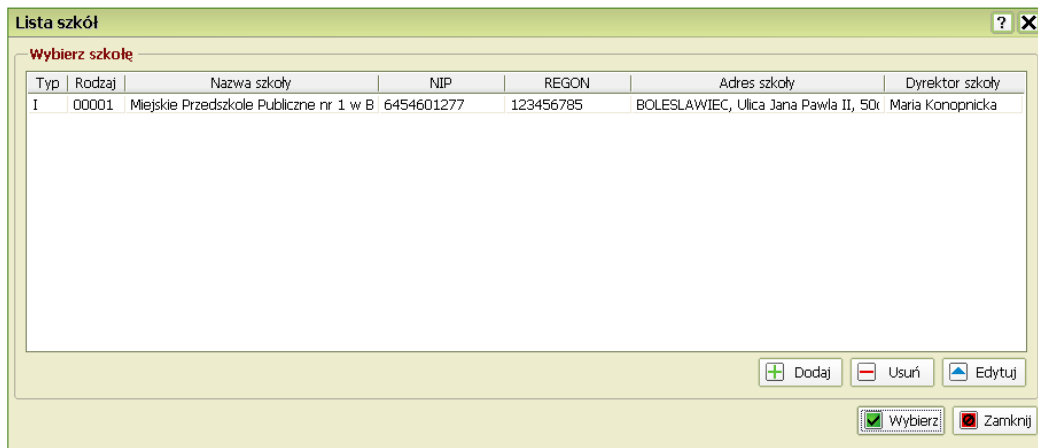 Lista szkół
?
Wybierz szkołę
Typ Rodzaj Nazwa szkoły NIP REGON Adres szkoły Dyrektor szkoły
I 00001 Miejskie Przedszkole Publiczne nr 1 w B 6454601277 123456785 BOLESLAWIEC, Ulica Jana Pawla II, 50 Maria Konopnicka
Dodaj Usuń Edytuj
Wybierz Zamknij